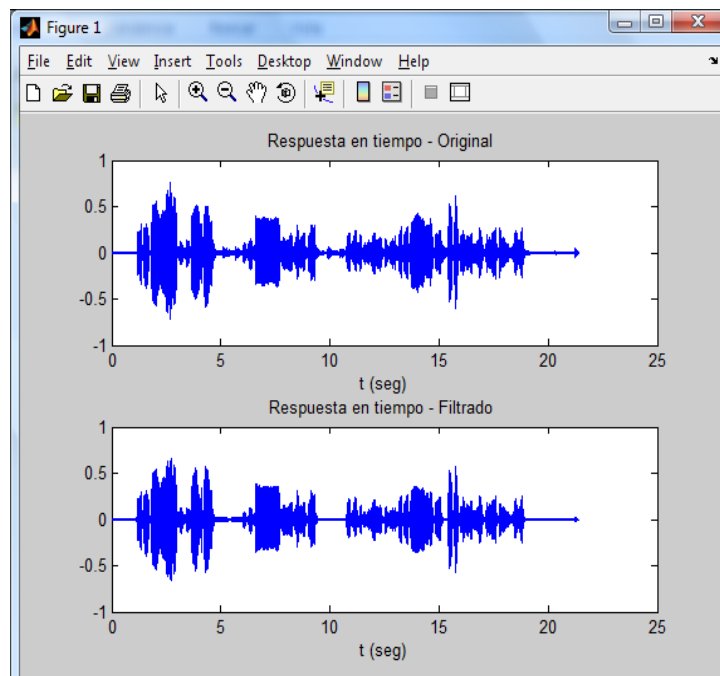 Figure 1
File Edit View Insert Tools Desktop Window Help
Respuesta en tiempo - Original
1
0.5
0
-0.5
-1
0 5 10 15 20 25
t (seg)
Respuesta en tiempo - Filtrado
1
0.5
0
-0.5
-1
0 5 10 15 20 25
t (seg)